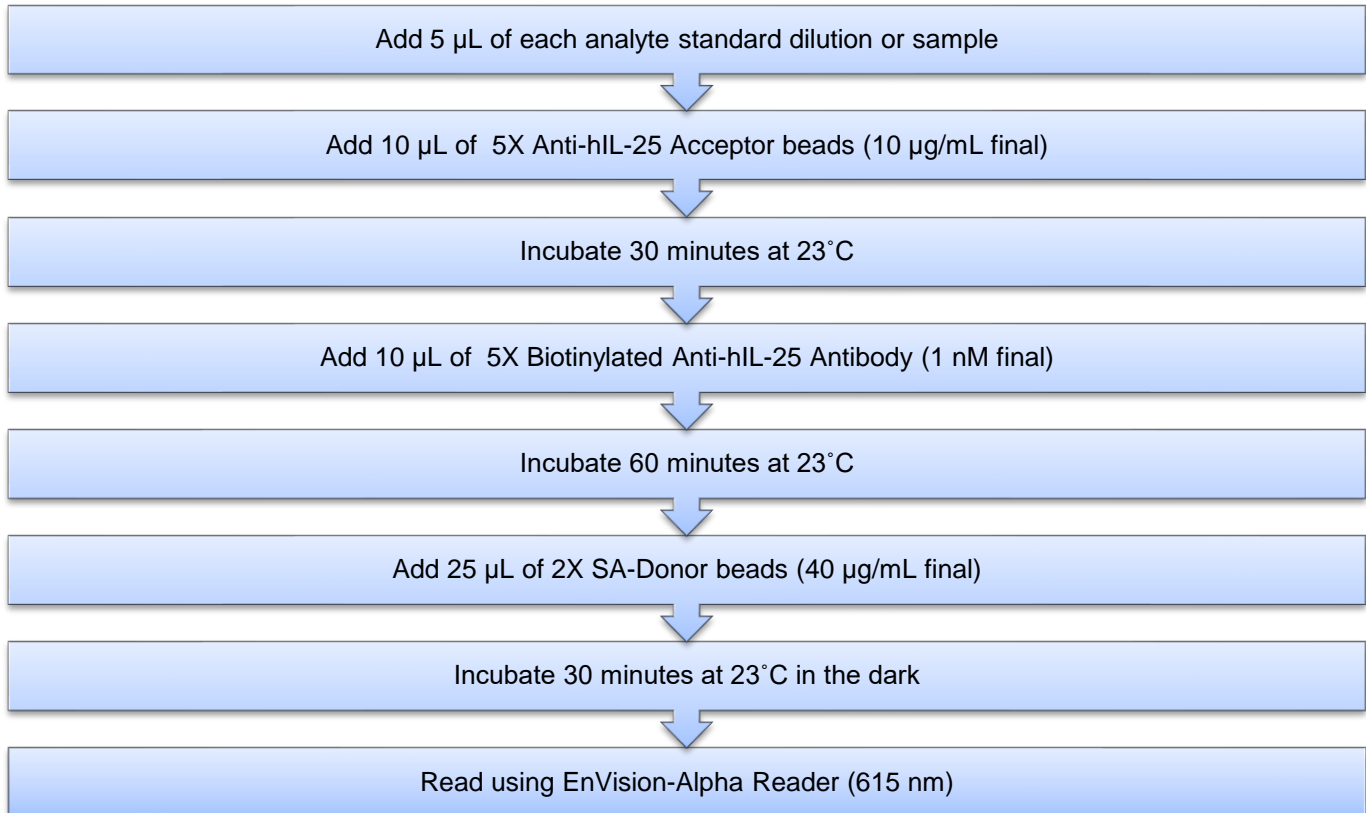 Add 5 µL of each analyte standard dilution or sample
Add 10 µL of 5X Anti-hIL-25 Acceptor beads (10 µg/mL final)
Incubate 30 minutes at 23˚C
Add 10 µL of 5X Biotinylated Anti-hIL-25 Antibody (1 nM final)
Incubate 60 minutes at 23˚C
Add 25 µL of 2X SA-Donor beads (40 µg/mL final)
Incubate 30 minutes at 23˚C in the dark
Read using EnVision-Alpha Reader (615 nm)